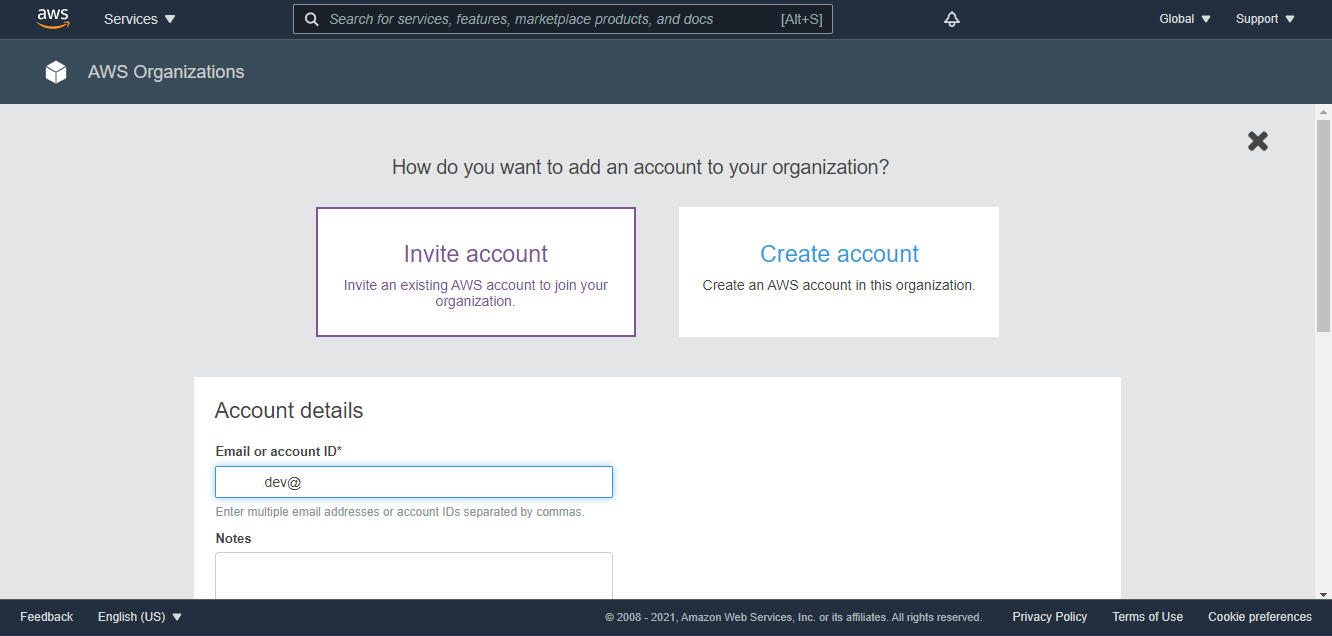 aws
Services
Search for services, features, marketplace products, and docs
[Alt+S]
Global
Support
AWS Organizations
How do you want to add an account to your organization?
Invite account
Invite an existing AWS account to join your
organization.
Create account
Create an AWS account in this organization.
Account details
Email or account ID*
dev@
Enter multiple email addresses or account IDs separated by commas.
Notes
Feedback
English (US)
© 2008 - 2021, Amazon Web Services, Inc. or its affiliates. All rights reserved.
Privacy Policy
Terms of Use
Cookie preferences